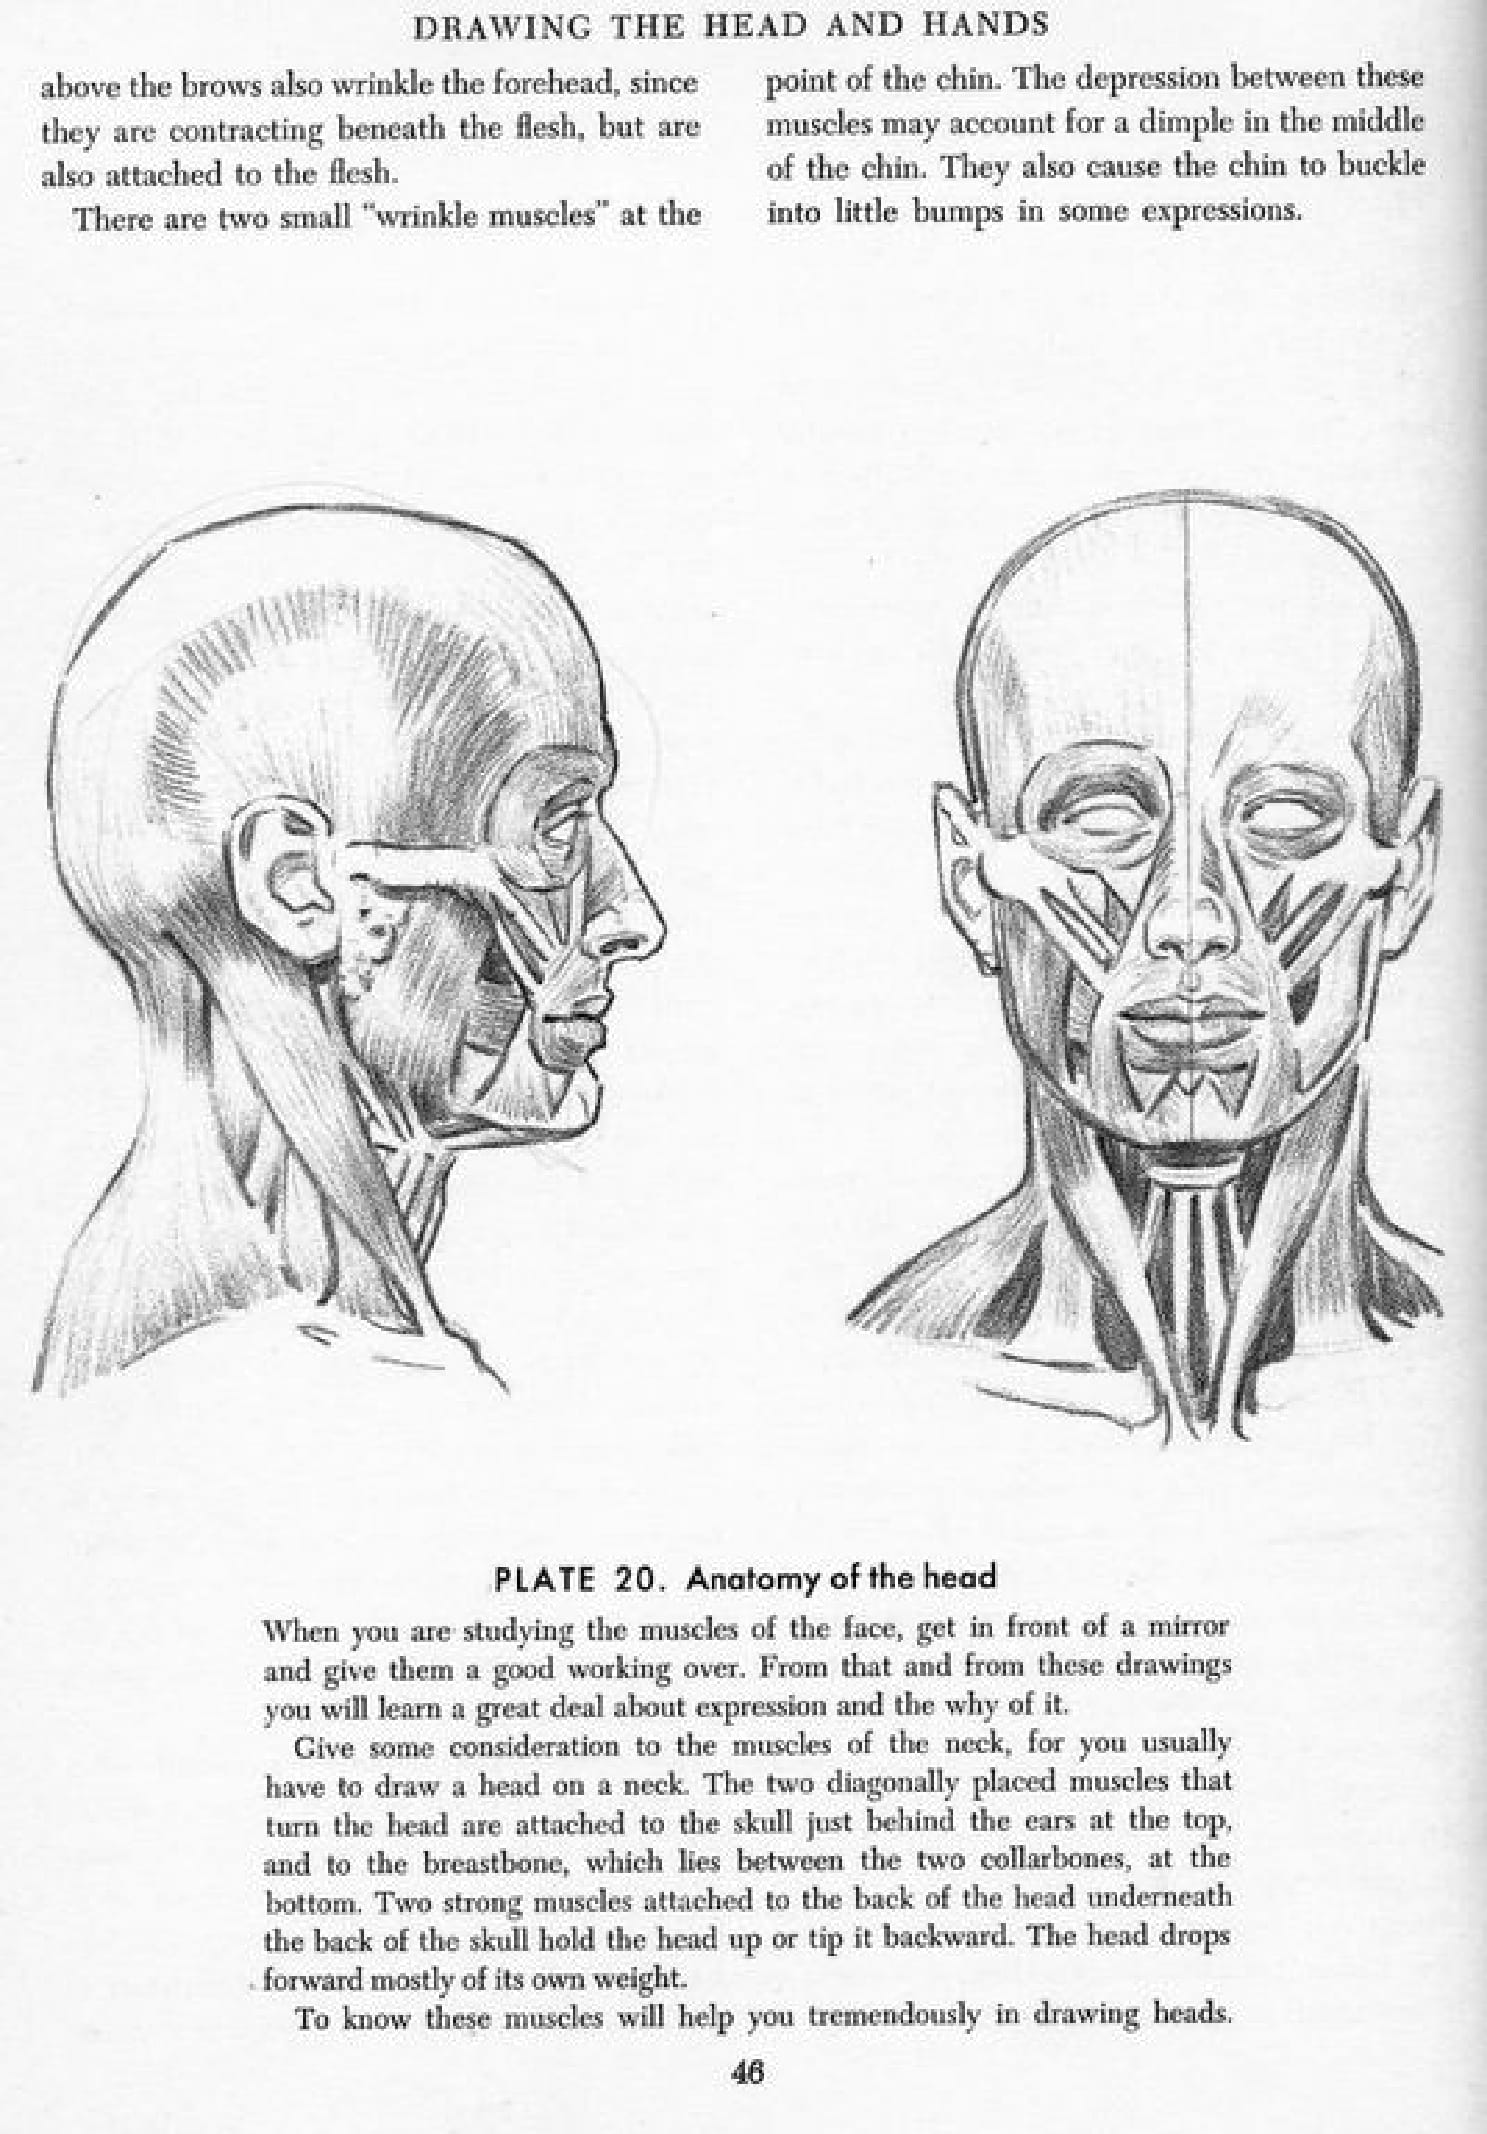 DRAWING THE HEAD AND HANDS
above the brows also wrinkle the forehead, since
they are contracting beneath the flesh, but are
also attached to the flesh.
There are two small "wrinkle muscles" at the
point of the chin. The depression between these
muscles may account for a dimple in the middle
of the chin. They also cause the chin to buckle
into little bumps in some expressions.
PLATE 20. Anatomy of the head
When you are studying the muscles of the face, get in front of a mirror
and give them a good working over. From that and from these drawings
you will learn a great deal about expression and the why of it.
Give some consideration to the muscles of the neck, for you usually
have to draw a head on a neck. The two diagonally placed muscles that
turn the head are attached to the skull just behind the ears at the top,
and to the breastbone, which lies between the two collarbones, at the
bottom. Two strong muscles attached to the back of the head underneath
the back of the skull hold the head up or tip it backward. The head drops
forward mostly of its own weight.
To know these muscles will help you tremendously in drawing heads.
46